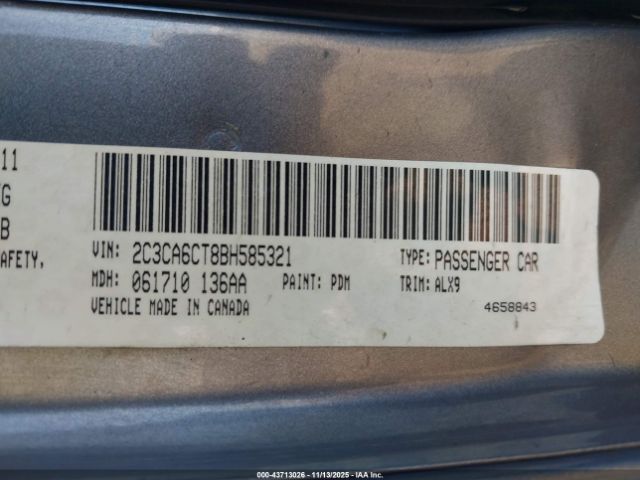 11
G
B
AFETY,
VIN: 2C3CA6CT8BH585321 TYPE: PASSENGER CAR
MDH: 061710 136AA PAINT: PDM TRIM: ALX9
VEHICLE MADE IN CANADA 4658843
00-43713026 - 11/13/2025 - IAA Inc.